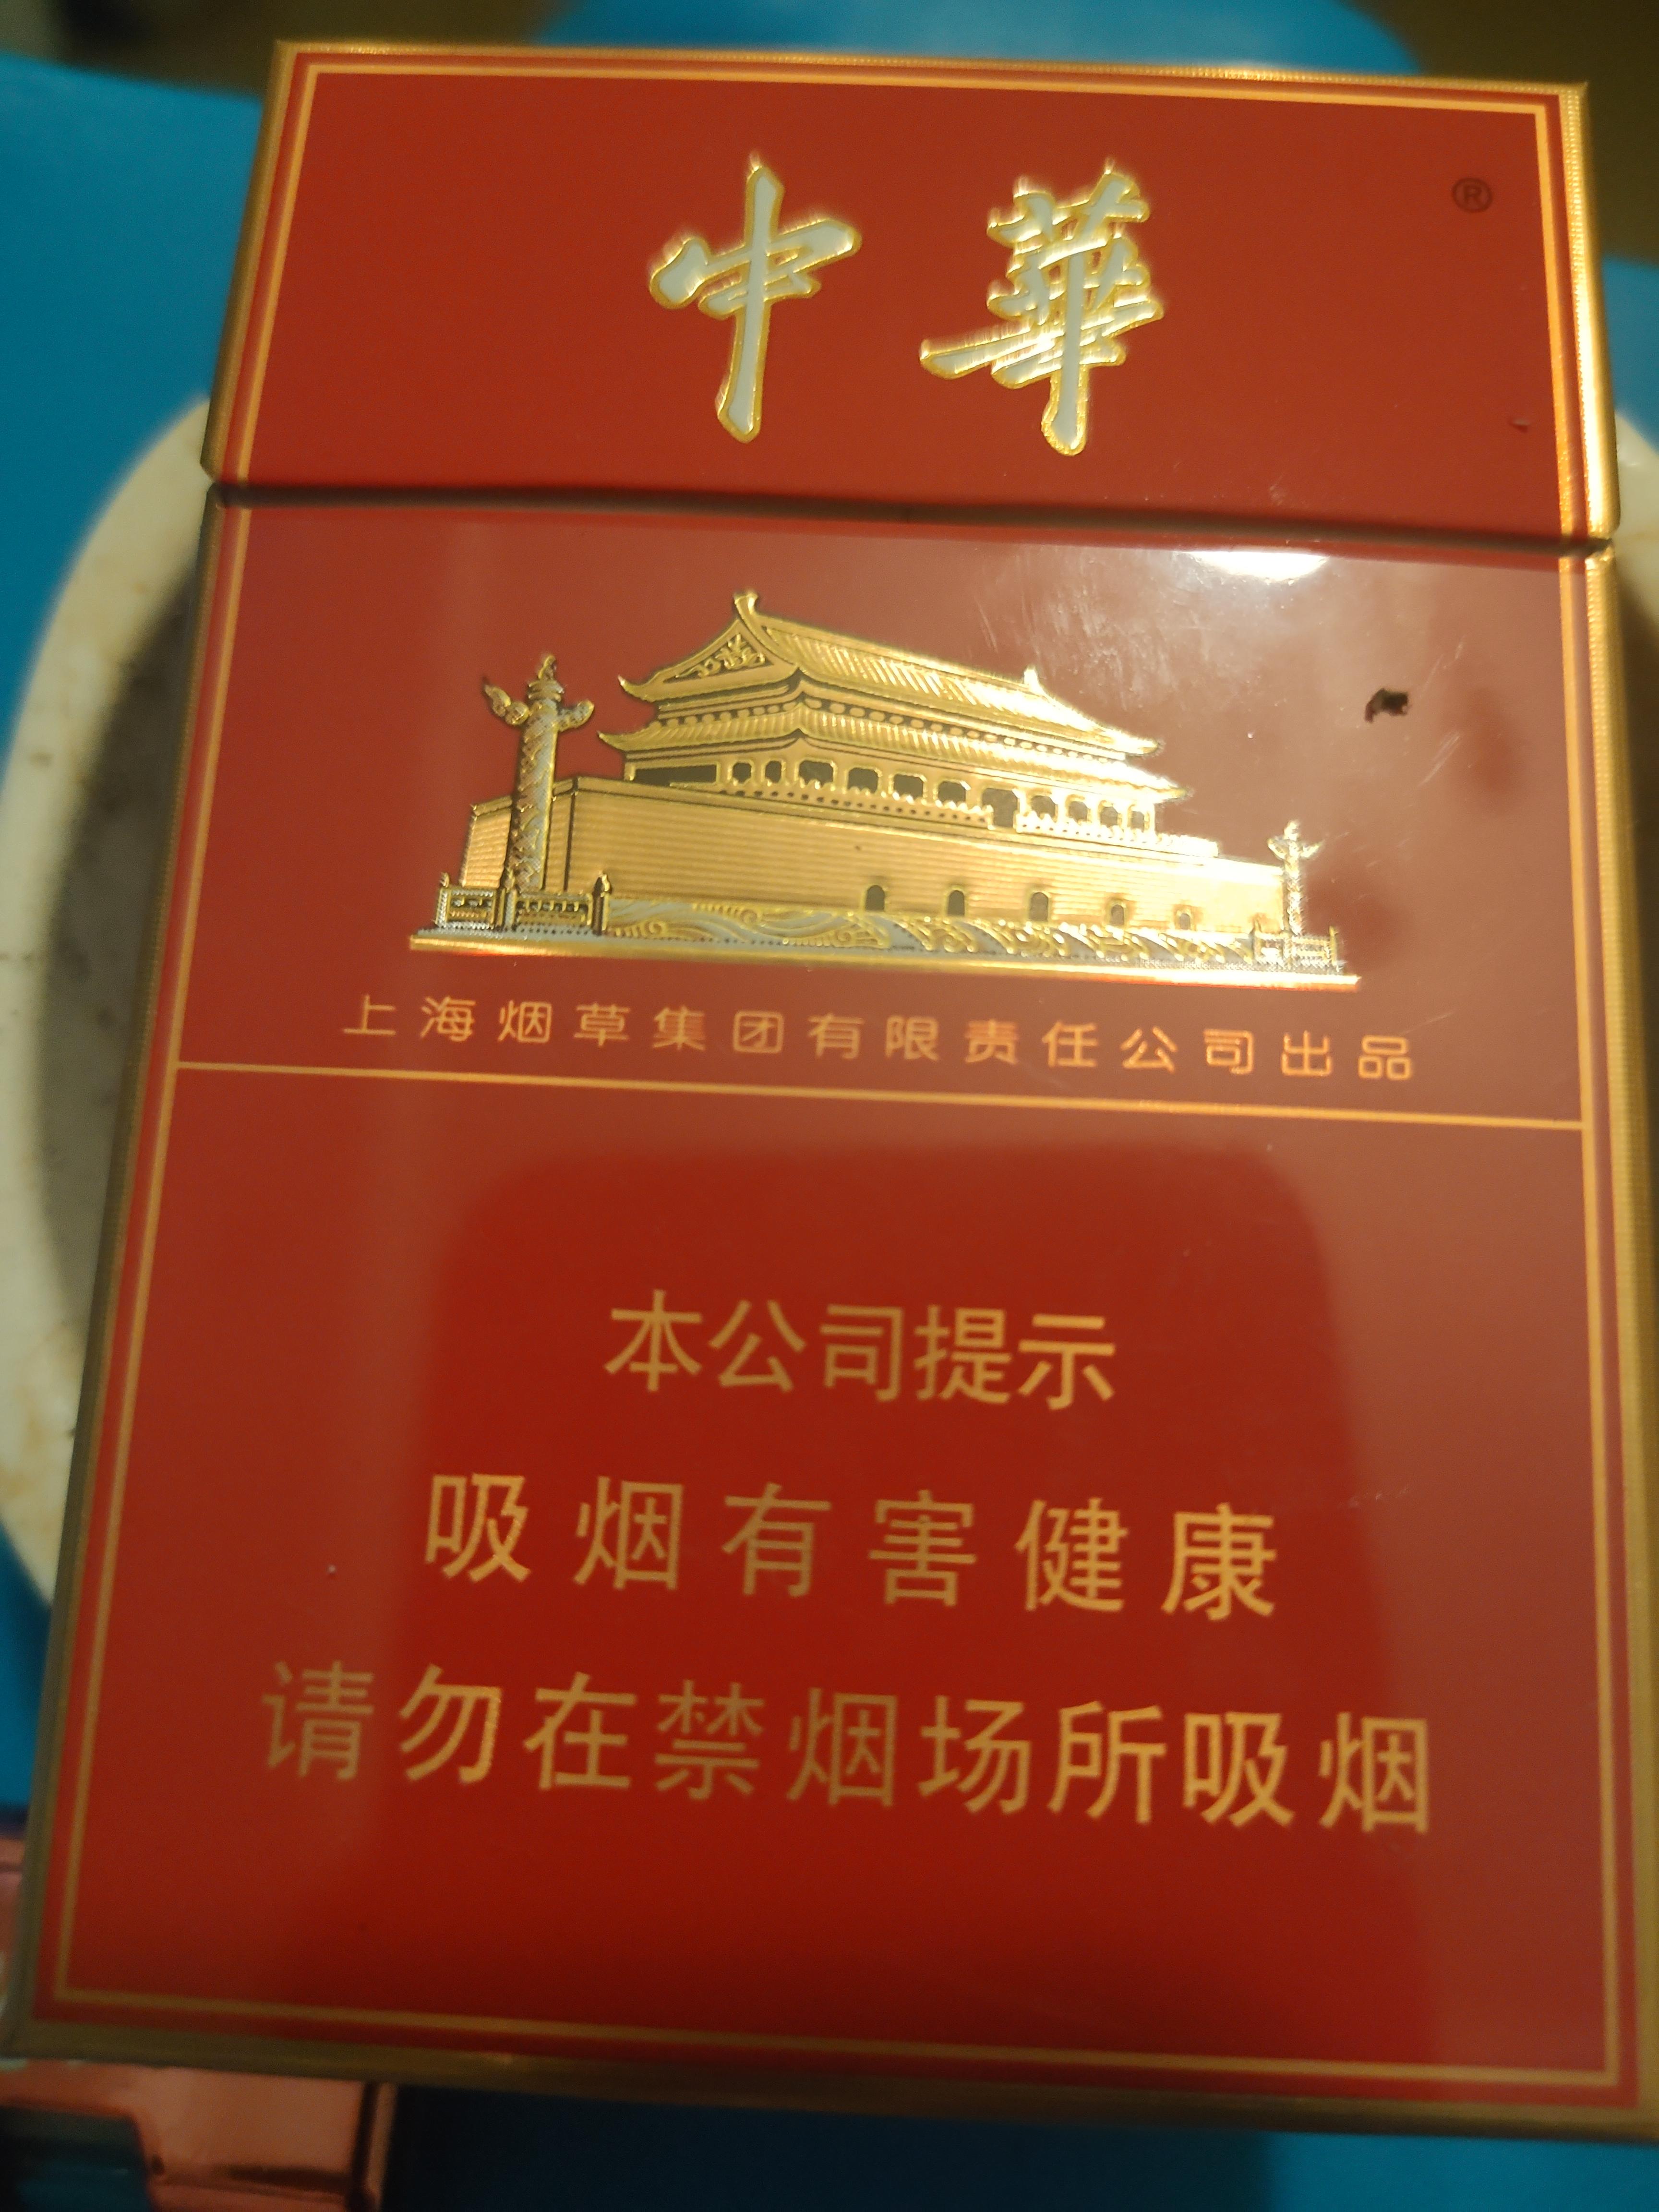 中華 ®
上海烟草集团有限责任公司出品
本公司提示
吸烟有害健康
请勿在禁烟场所吸烟